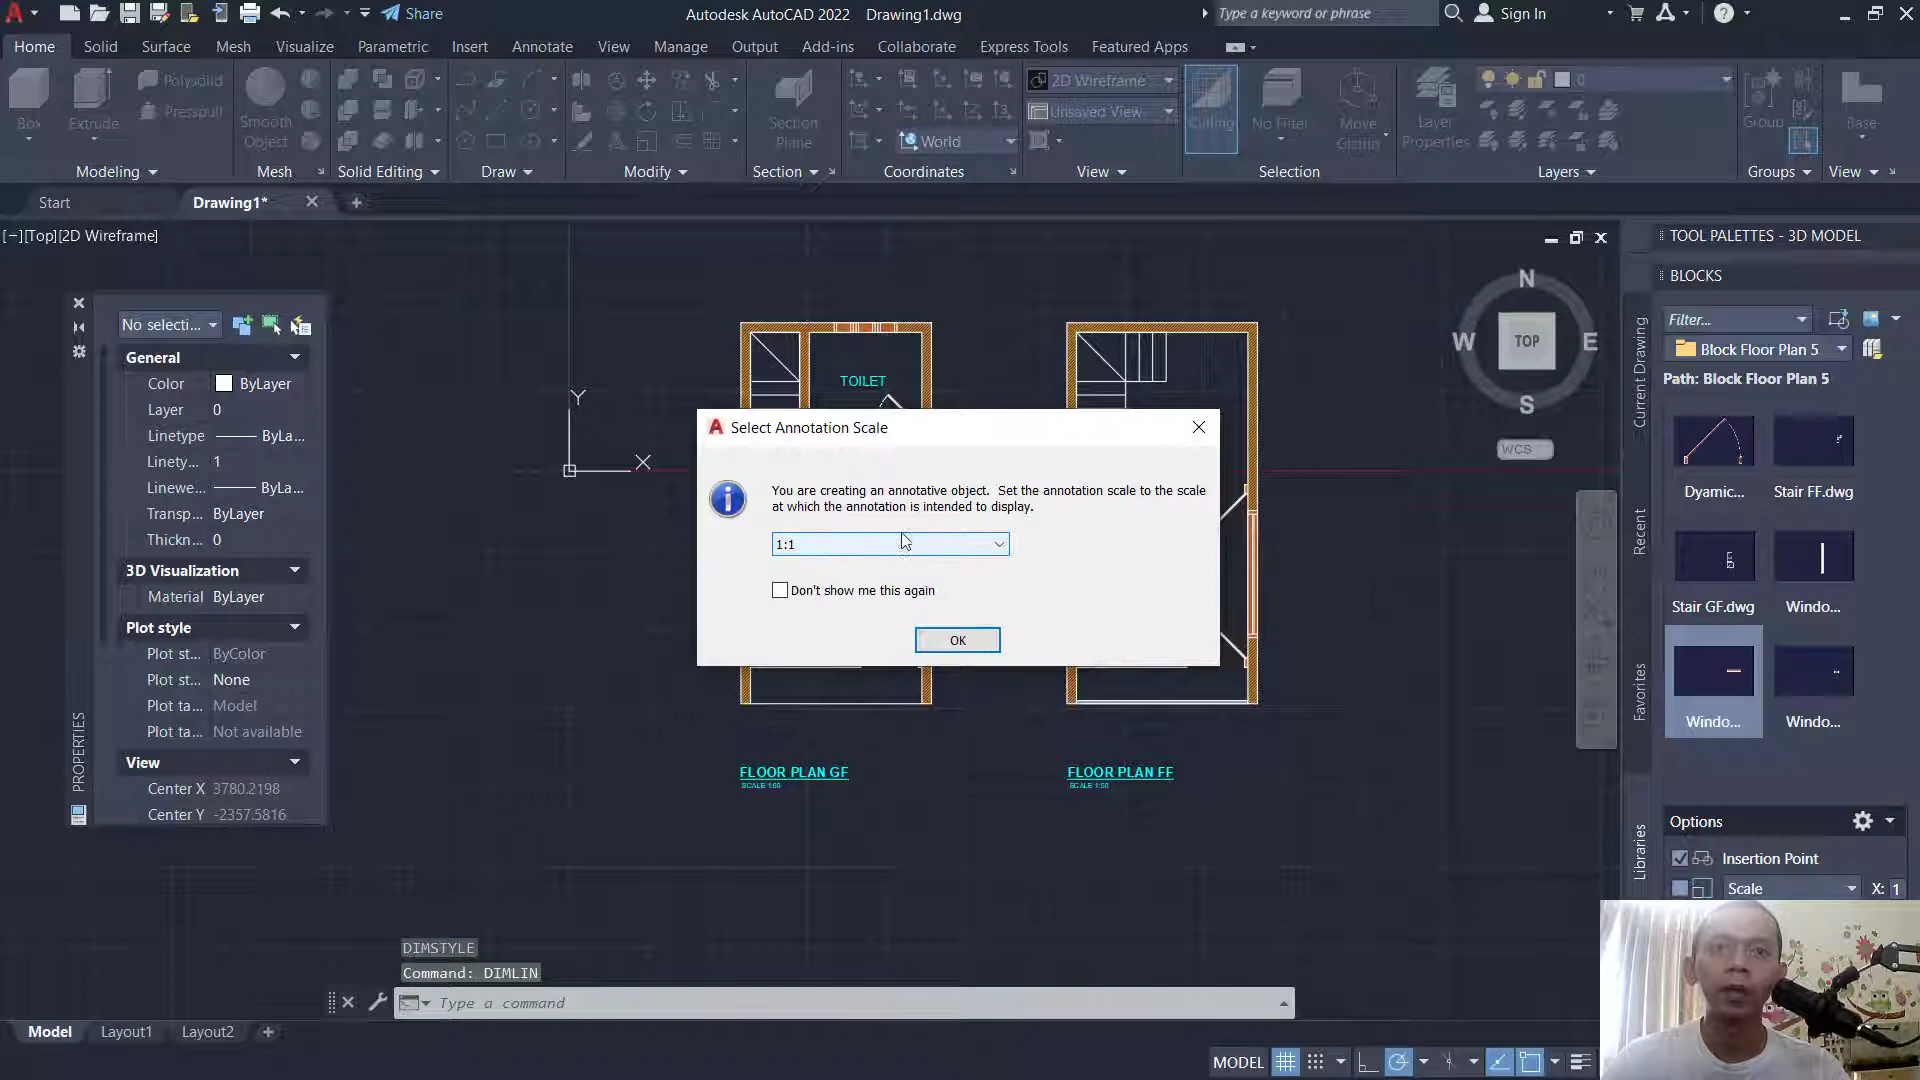 Share
Autodesk AutoCAD 2022 Drawing1.dwg
Type a keyword or phrase
Sign In
Home Solid Surface Mesh Visualize Parametric Insert Annotate View Manage Output Add-ins Collaborate Express Tools Featured Apps
Box
Extrude
Polysolid
Presspull
Smooth
Object
Section
Plane
World
2D Wireframe
Unsaved View
Culling
No Filter
Move
Gizmo
Layer
Properties
0
Group
Base
Modeling Mesh Solid Editing Draw Modify Section Coordinates View Selection Layers Groups View
Start Drawing1*
[−][Top][2D Wireframe]
TOOL PALETTES - 3D MODEL
BLOCKS
Filter...
Block Floor Plan 5
Path: Block Floor Plan 5
Current Drawing
Recent
Favorites
Libraries
Dyamic...
Stair FF.dwg
Stair GF.dwg
Windo...
Windo...
Windo...
Options
Insertion Point
Scale X: 1
N
W TOP E
S
WCS
No selecti...
General
Color ByLayer
Layer 0
Linetype ByLa...
Linety... 1
Linewe... ByLa...
Transp... ByLayer
Thickn... 0
3D Visualization
Material ByLayer
Plot style
Plot st... ByColor
Plot st... None
Plot ta... Model
Plot ta... Not available
View
Center X 3780.2198
Center Y -2357.5816
PROPERTIES
Y
X
TOILET
Select Annotation Scale
You are creating an annotative object. Set the annotation scale to the scale
at which the annotation is intended to display.
1:1
Don't show me this again
OK
FLOOR PLAN GF
SCALE 1:50
FLOOR PLAN FF
SCALE 1:50
DIMSTYLE
Command: DIMLIN
Type a command
Model Layout1 Layout2
MODEL